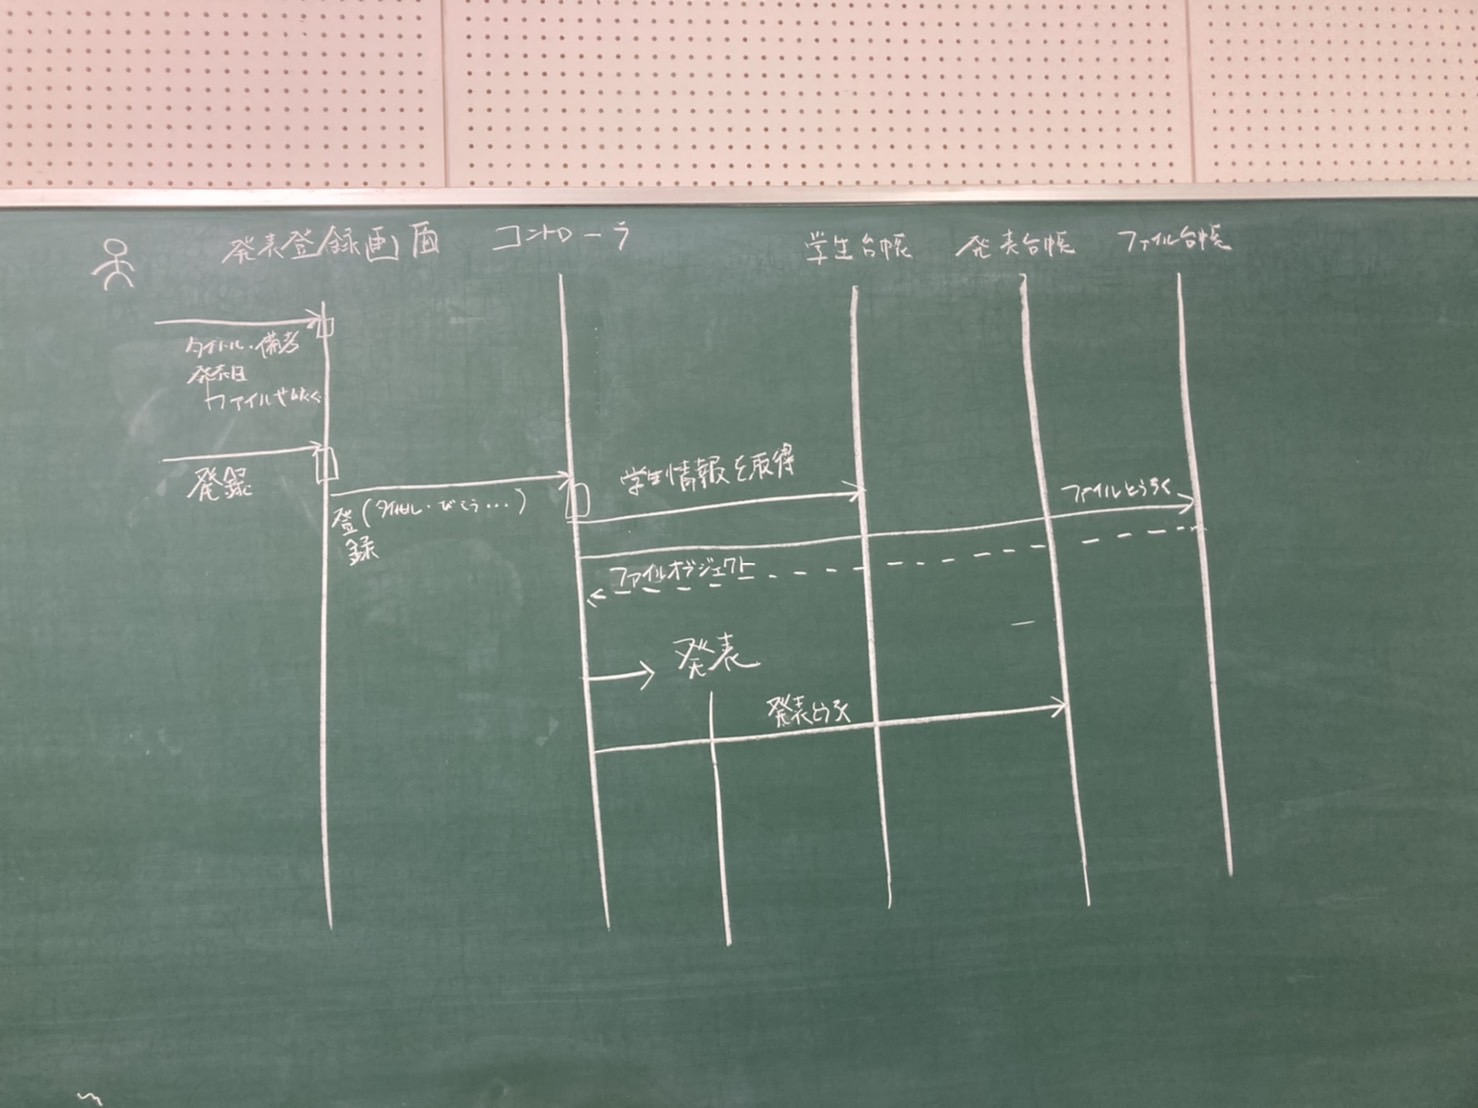 発表登録画面
コントローラ
学生台帳
発表台帳
ファイル台帳
タイトル・備考
発表日
ファイル
登録
登録(タイトル・びこう...)
学生情報を取得
ファイルとうろく
ファイルオブジェクト
発表
発表とうろく